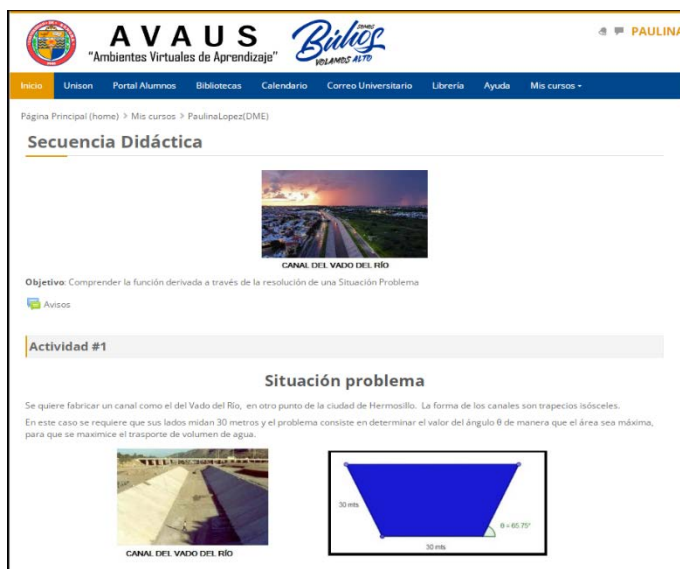 AVAUS
"Ambientes Virtuales de Aprendizaje"
SOMOS
Búhos
VOLAMOS ALTO
PAULINA
Inicio Unison Portal Alumnos Bibliotecas Calendario Correo Universitario Librería Ayuda Mis cursos
Página Principal (home) > Mis cursos > PaulinaLopez(DME)
Secuencia Didáctica
CANAL DEL VADO DEL RÍO
Objetivo: Comprender la función derivada a través de la resolución de una Situación Problema
Avisos
Actividad #1
Situación problema
Se quiere fabricar un canal como el del Vado del Río, en otro punto de la ciudad de Hermosillo. La forma de los canales son trapecios isósceles.
En este caso se requiere que sus lados midan 30 metros y el problema consiste en determinar el valor del ángulo θ de manera que el área sea máxima,
para que se maximice el trasporte de volumen de agua.
30 mts
θ = 65.75°
30 mts
CANAL DEL VADO DEL RÍO